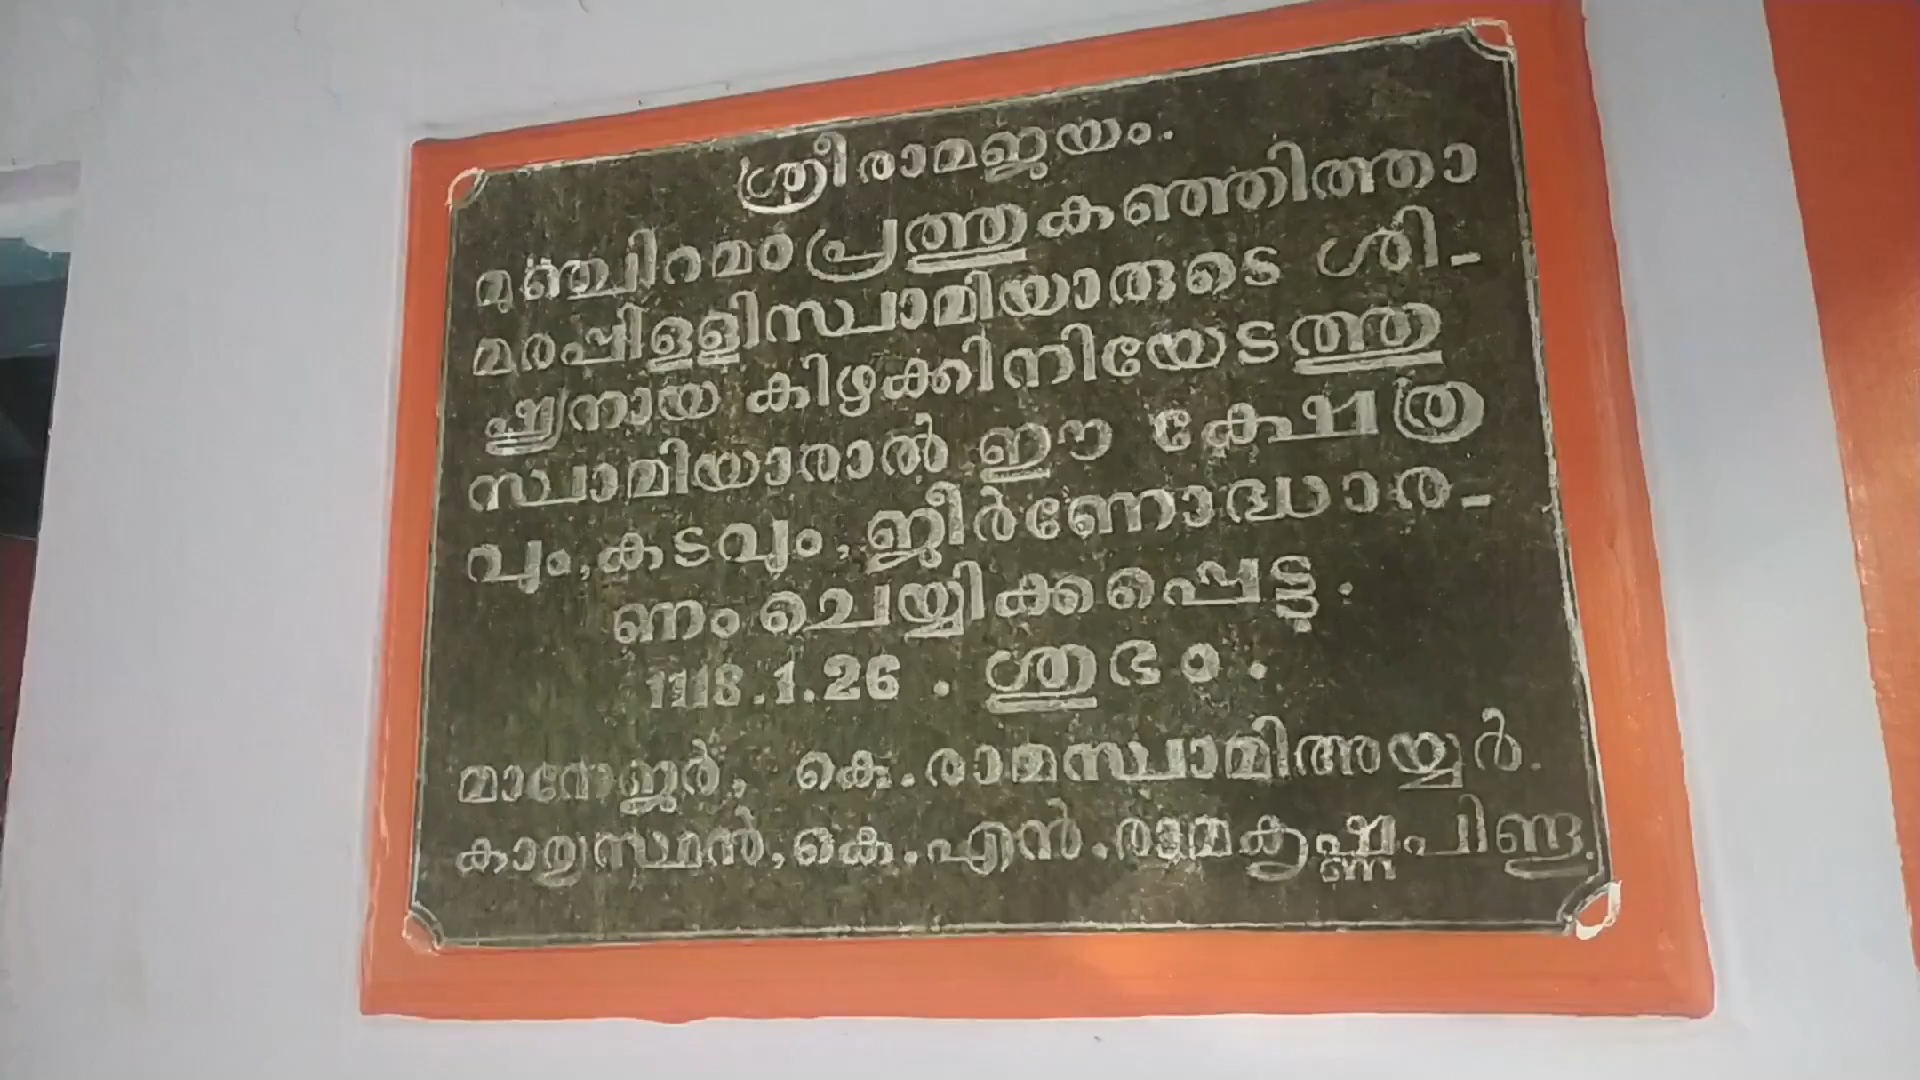 ശ്രീരാമജയം.
മുഞ്ചിറമഠംപ്രത്തുകഞ്ഞിത്താ
മരപ്പിള്ളിസ്വാമിയാരുടെ ശി-
ഷ്യനായ കിഴക്കിനിയേടത്തു
സ്വാമിയാരാൽ ഈ ക്ഷേത്ര
വും, കടവും, ജീർണോദ്ധാര-
ണം ചെയ്യിക്കപ്പെട്ടു.
1118.1.26 . ശുഭം.
മാനേജർ, കെ.രാമസ്വാമിഅയ്യർ.
കാര്യസ്ഥൻ, കെ.എൻ.രാമകൃഷ്ണപിണ്ട.